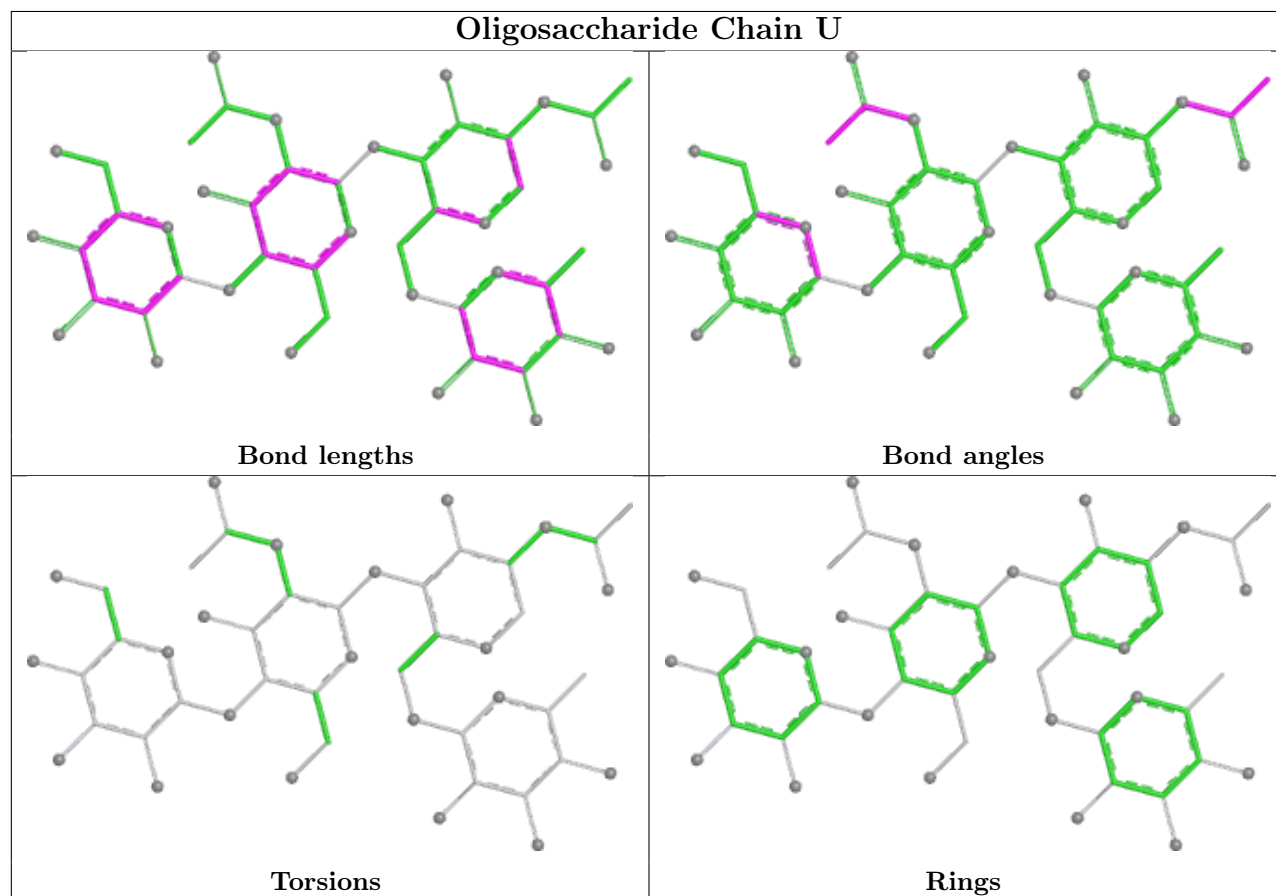 Oligosaccharide Chain U
Bond lengths
Bond angles
Torsions
Rings